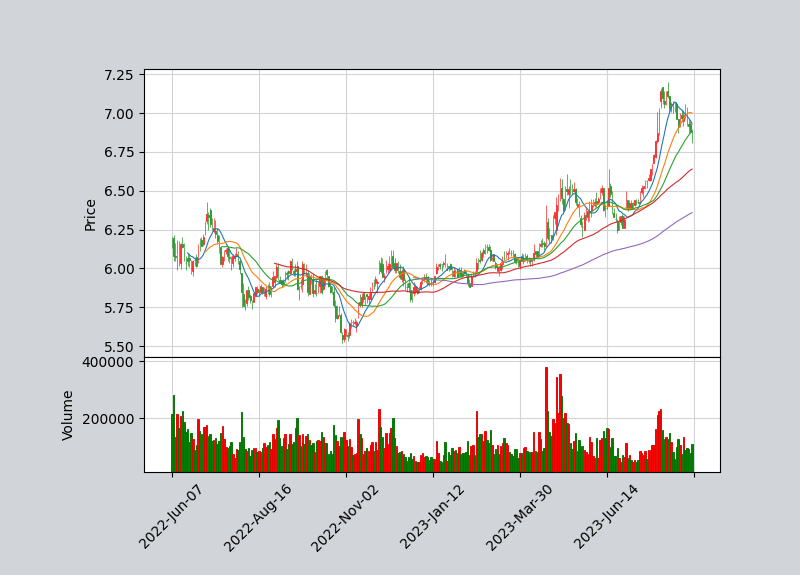 7.25
7.00
6.75
6.50
6.25
6.00
5.75
5.50
Price
400000
200000
Volume
2022-Jun-07
2022-Aug-16
2022-Nov-02
2023-Jan-12
2023-Mar-30
2023-Jun-14